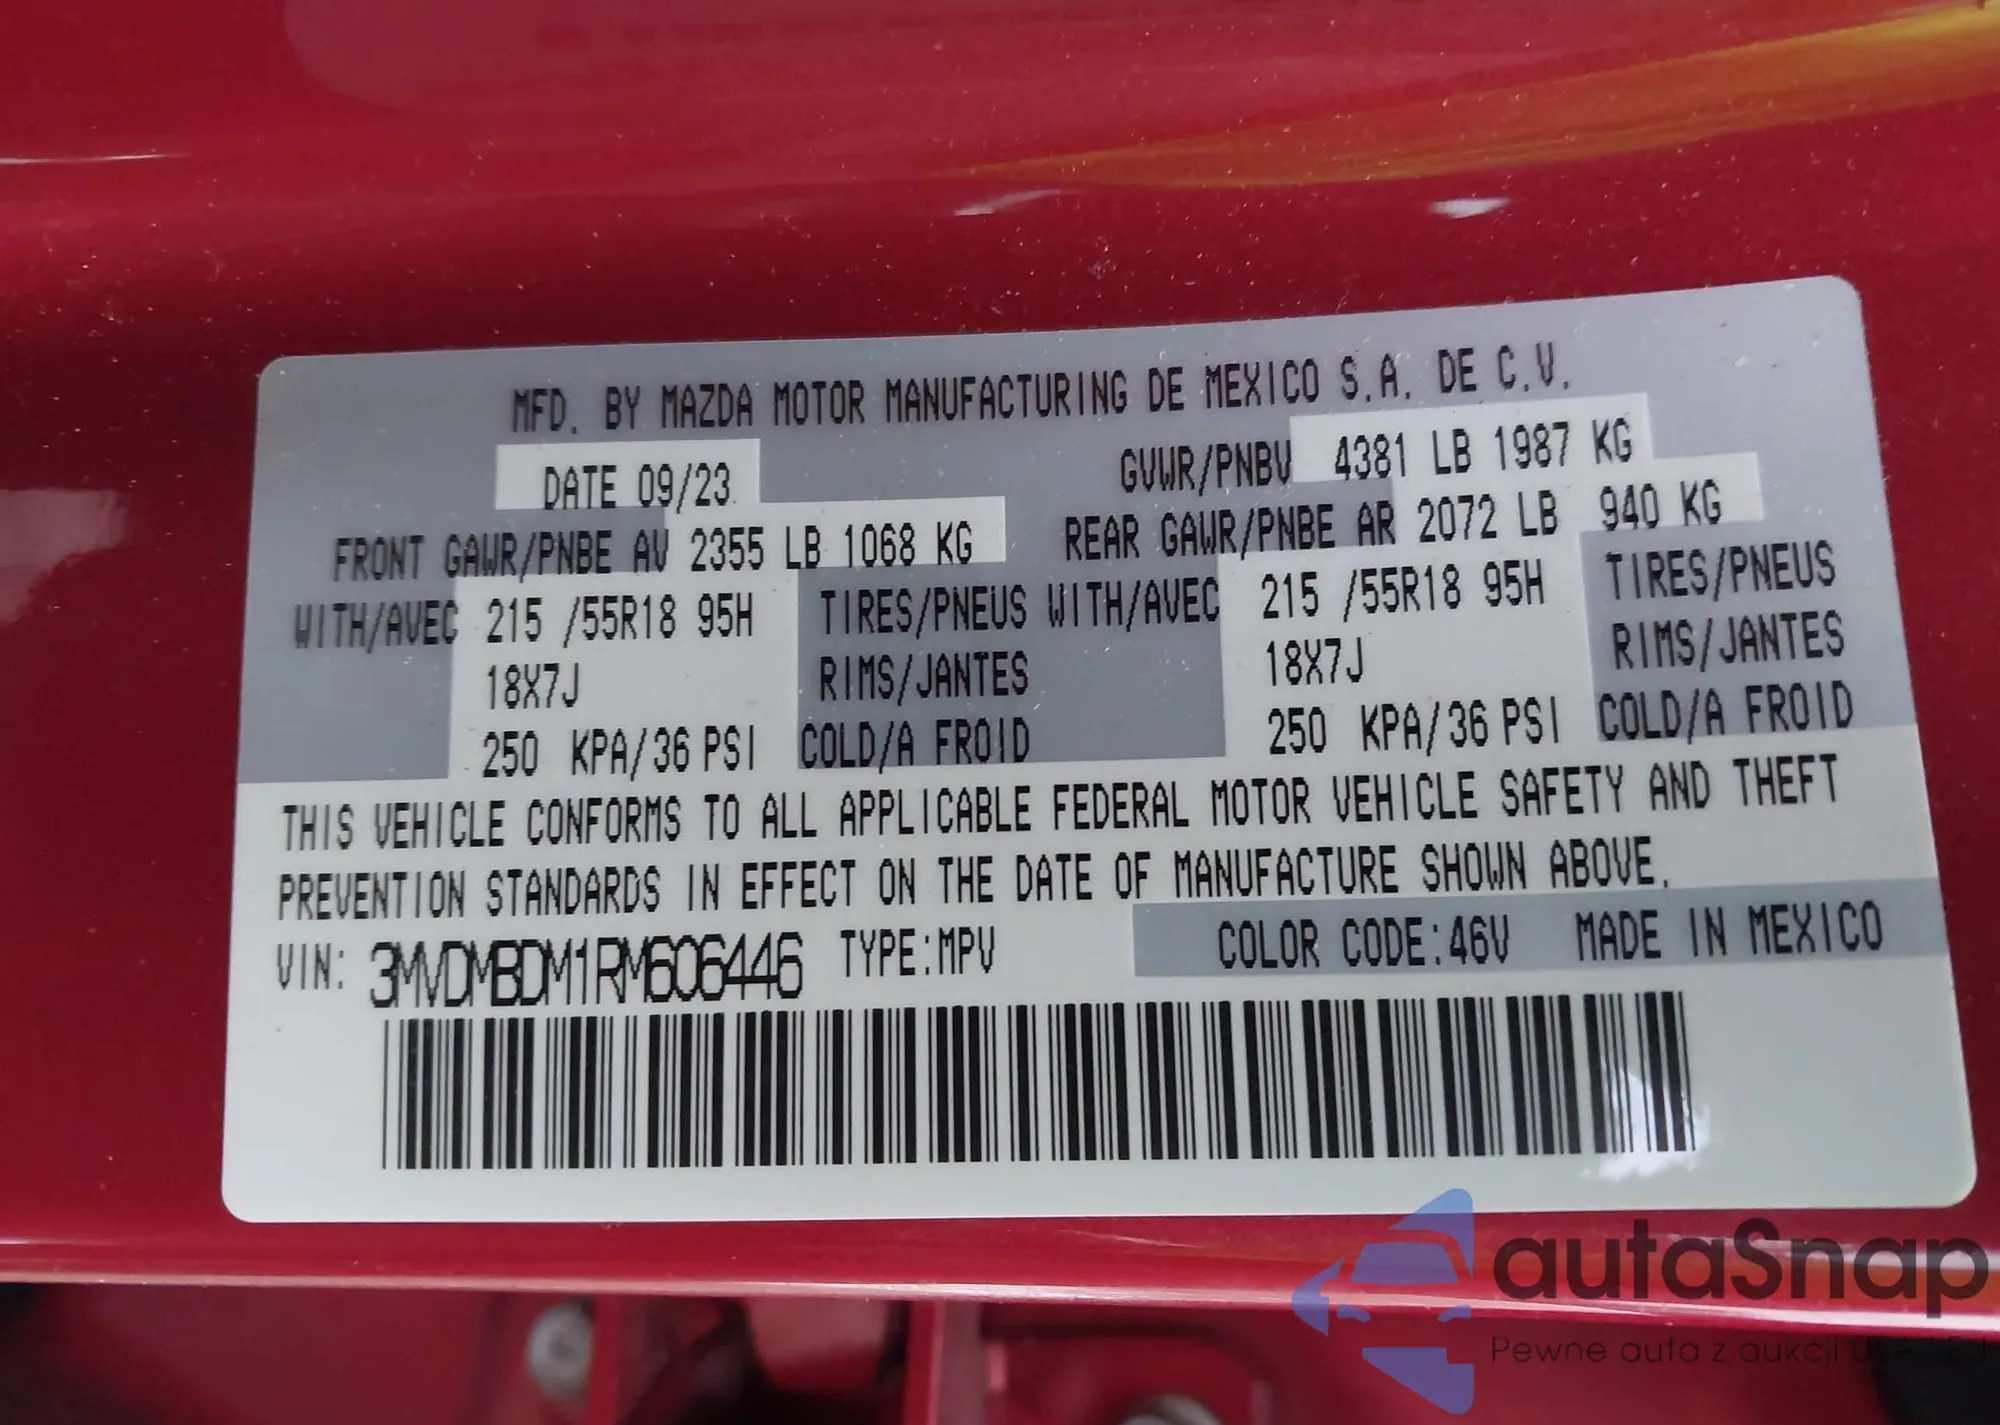 MFD. BY MAZDA MOTOR MANUFACTURING DE MEXICO S.A. DE C.V.
DATE 09/23 GVWR/PNBV 4381 LB 1987 KG
FRONT GAWR/PNBE AV 2355 LB 1068 KG REAR GAWR/PNBE AR 2072 LB 940 KG
WITH/AVEC 215 /55R18 95H TIRES/PNEUS WITH/AVEC 215 /55R18 95H TIRES/PNEUS
18X7J RIMS/JANTES 18X7J RIMS/JANTES
250 KPA/36 PSI COLD/A FROID 250 KPA/36 PSI COLD/A FROID
THIS VEHICLE CONFORMS TO ALL APPLICABLE FEDERAL MOTOR VEHICLE SAFETY AND THEFT
PREVENTION STANDARDS IN EFFECT ON THE DATE OF MANUFACTURE SHOWN ABOVE.
VIN: 3MVDMBDM1RM606446 TYPE:MPV COLOR CODE:46V MADE IN MEXICO
autaSnap
Pewne auta z aukcji